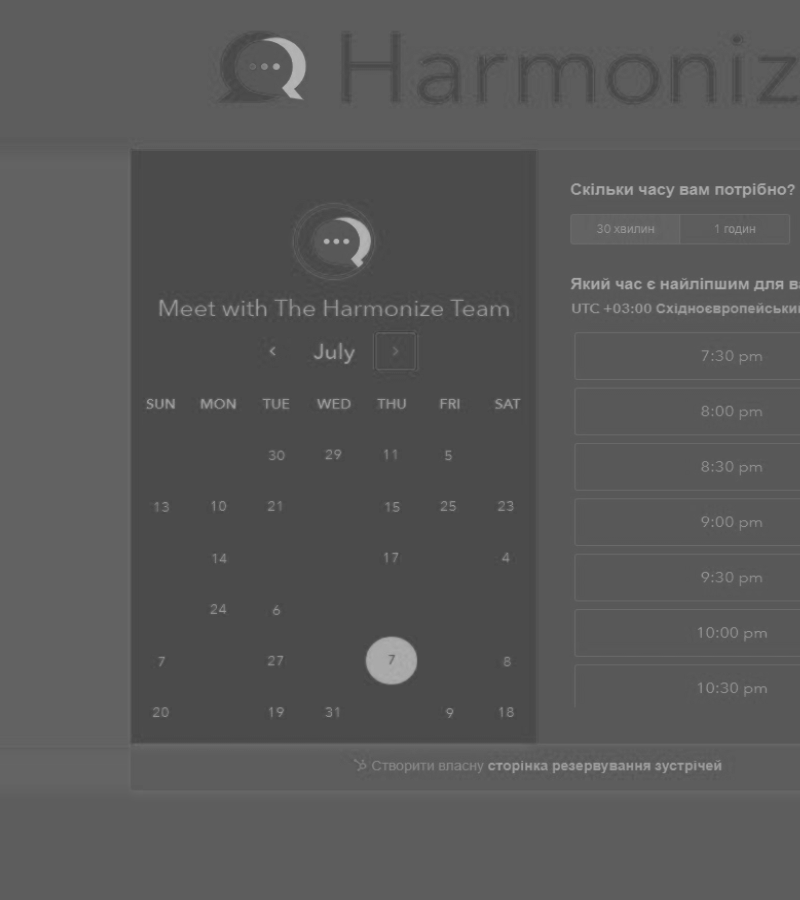 Harmoniz
Meet with The Harmonize Team
July
SUN MON TUE WED THU FRI SAT
30 29 11 5
13 10 21 15 25 23
14 17 4
24 6
7 27 7 8
20 19 31 9 18
Скільки часу вам потрібно?
30 хвилин 1 годин
Який час є найліпшим для ва
UTC +03:00 Східноєвропейськи
7:30 pm
8:00 pm
8:30 pm
9:00 pm
9:30 pm
10:00 pm
10:30 pm
Створити власну сторінка резервування зустрічей